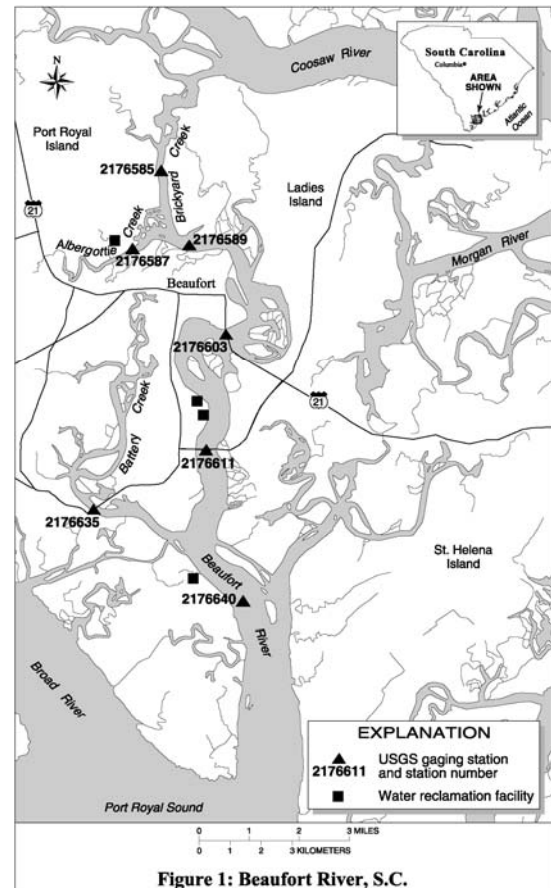 Coosaw River
South Carolina
Columbia
AREA
SHOWN
Atlantic
Ocean
Port Royal
Island
2176585
Brickyard Creek
Ladies
Island
21
Albergottie Creek
2176589
2176587
Morgan River
Beaufort
2176603
Battery Creek
21
2176611
2176635
St. Helena
Island
Beaufort
River
2176640
Broad River
Port Royal Sound
EXPLANATION
USGS gaging station
2176611 and station number
Water reclamation facility
0 1 2 3 MILES
0 1 2 3 KILOMETERS
Figure 1: Beaufort River, S.C.